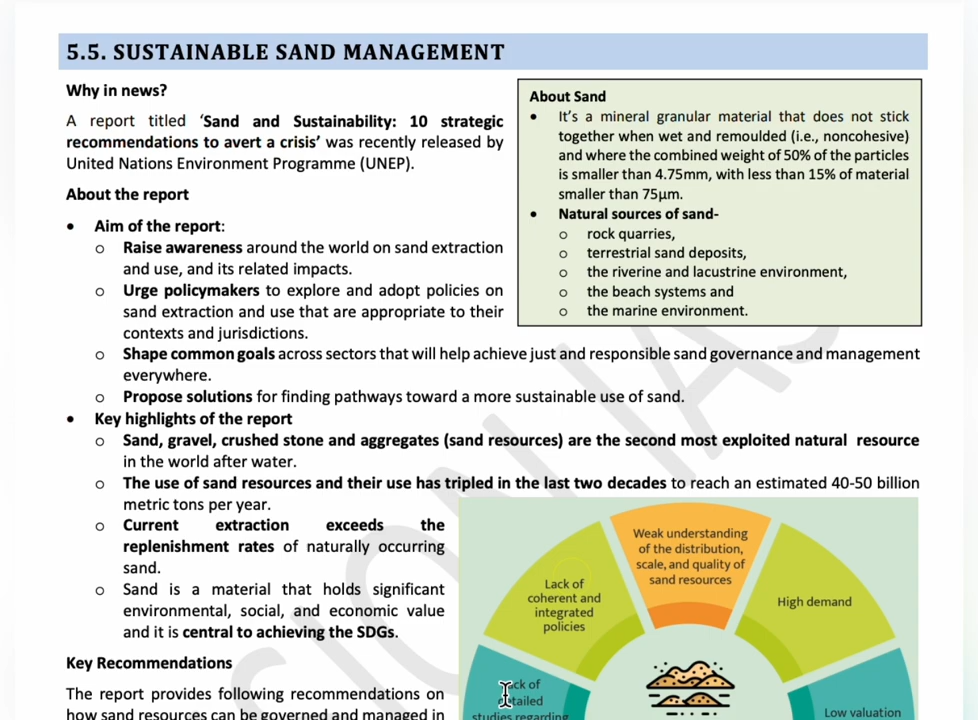 5.5. SUSTAINABLE SAND MANAGEMENT
Why in news?
A report titled ‘Sand and Sustainability: 10 strategic
recommendations to avert a crisis’ was recently released by
United Nations Environment Programme (UNEP).
About the report
• Aim of the report:
o Raise awareness around the world on sand extraction
and use, and its related impacts.
o Urge policymakers to explore and adopt policies on
sand extraction and use that are appropriate to their
contexts and jurisdictions.
About Sand
• It’s a mineral granular material that does not stick
together when wet and remoulded (i.e., noncohesive)
and where the combined weight of 50% of the particles
is smaller than 4.75mm, with less than 15% of material
smaller than 75μm.
• Natural sources of sand-
o rock quarries,
o terrestrial sand deposits,
o the riverine and lacustrine environment,
o the beach systems and
o the marine environment.
o Shape common goals across sectors that will help achieve just and responsible sand governance and management
everywhere.
o Propose solutions for finding pathways toward a more sustainable use of sand.
• Key highlights of the report
o Sand, gravel, crushed stone and aggregates (sand resources) are the second most exploited natural resource
in the world after water.
o The use of sand resources and their use has tripled in the last two decades to reach an estimated 40-50 billion
metric tons per year.
o Current extraction exceeds the
replenishment rates of naturally occurring
sand.
o Sand is a material that holds significant
environmental, social, and economic value
and it is central to achieving the SDGs.
Key Recommendations
The report provides following recommendations on
how sand resources can be governed and managed in
Weak understanding
of the distribution,
scale, and quality of
sand resources
Lack of
coherent and
integrated
policies
High demand
of
studies regarding
Low valuation
SION IAS